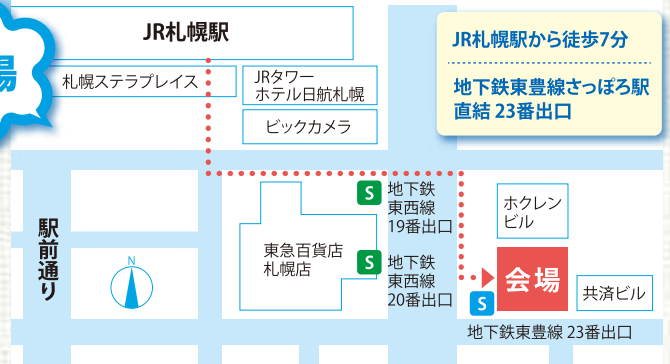 場
JR札幌駅
JR札幌駅から徒歩7分
地下鉄東豊線さっぽろ駅
直結 23番出口
札幌ステラプレイス
JRタワー
ホテル日航札幌
ビックカメラ
駅前通り
N
東急百貨店
札幌店
S
地下鉄
東西線
19番出口
S
地下鉄
東西線
20番出口
ホクレン
ビル
会場
S
共済ビル
地下鉄東豊線 23番出口